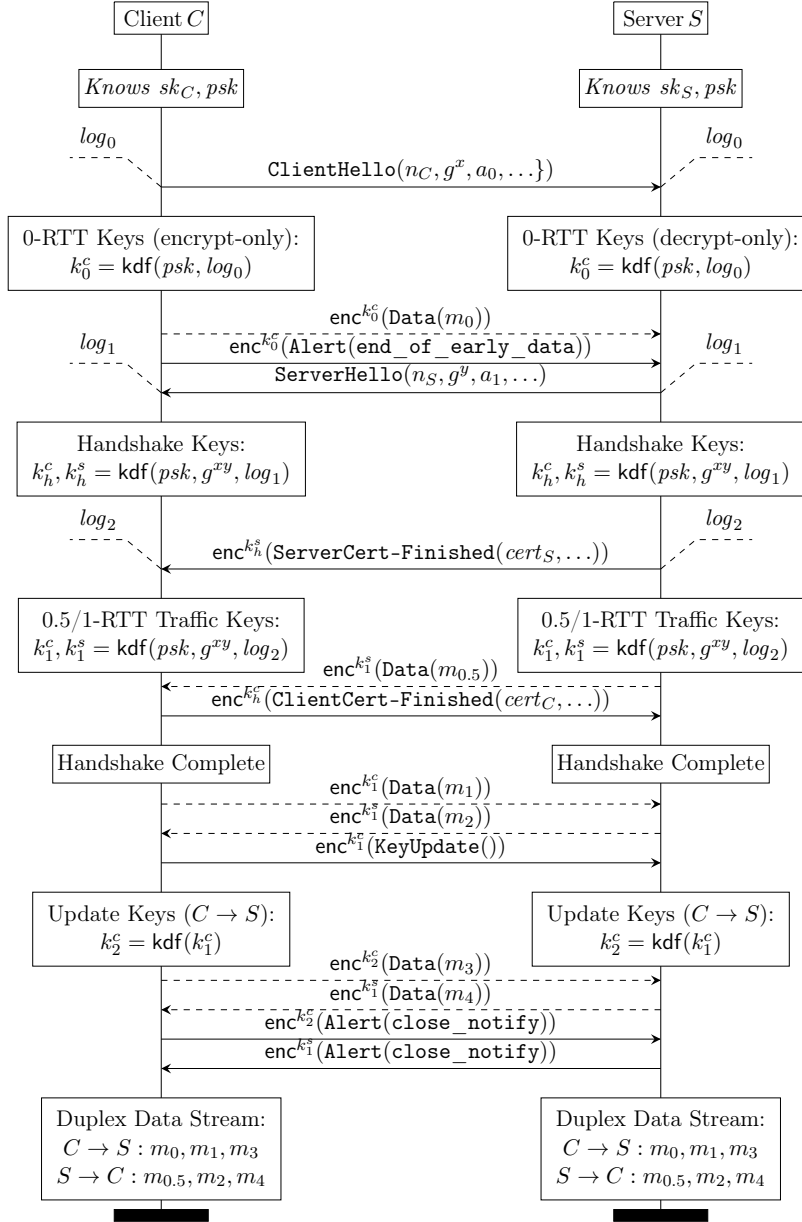 Client C Server S
Knows sk_C, psk Knows sk_S, psk
log_0 log_0
ClientHello(n_C, g^x, a_0, ...})
0-RTT Keys (encrypt-only): 0-RTT Keys (decrypt-only):
k_0^c = kdf(psk, log_0) k_0^c = kdf(psk, log_0)
enc^{k_0^c}(Data(m_0))
log_1 log_1
enc^{k_0^c}(Alert(end_of_early_data))
ServerHello(n_S, g^y, a_1, ...)
Handshake Keys: Handshake Keys:
k_h^c, k_h^s = kdf(psk, g^{xy}, log_1) k_h^c, k_h^s = kdf(psk, g^{xy}, log_1)
log_2 log_2
enc^{k_h^s}(ServerCert-Finished(cert_S, ...))
0.5/1-RTT Traffic Keys: 0.5/1-RTT Traffic Keys:
k_1^c, k_1^s = kdf(psk, g^{xy}, log_2) k_1^c, k_1^s = kdf(psk, g^{xy}, log_2)
enc^{k_1^s}(Data(m_{0.5}))
enc^{k_h^c}(ClientCert-Finished(cert_C, ...))
Handshake Complete Handshake Complete
enc^{k_1^c}(Data(m_1))
enc^{k_1^s}(Data(m_2))
enc^{k_1^c}(KeyUpdate())
Update Keys (C → S): Update Keys (C → S):
k_2^c = kdf(k_1^c) k_2^c = kdf(k_1^c)
enc^{k_2^c}(Data(m_3))
enc^{k_1^s}(Data(m_4))
enc^{k_2^c}(Alert(close_notify))
enc^{k_1^s}(Alert(close_notify))
Duplex Data Stream: Duplex Data Stream:
C → S : m_0, m_1, m_3 C → S : m_0, m_1, m_3
S → C : m_{0.5}, m_2, m_4 S → C : m_{0.5}, m_2, m_4